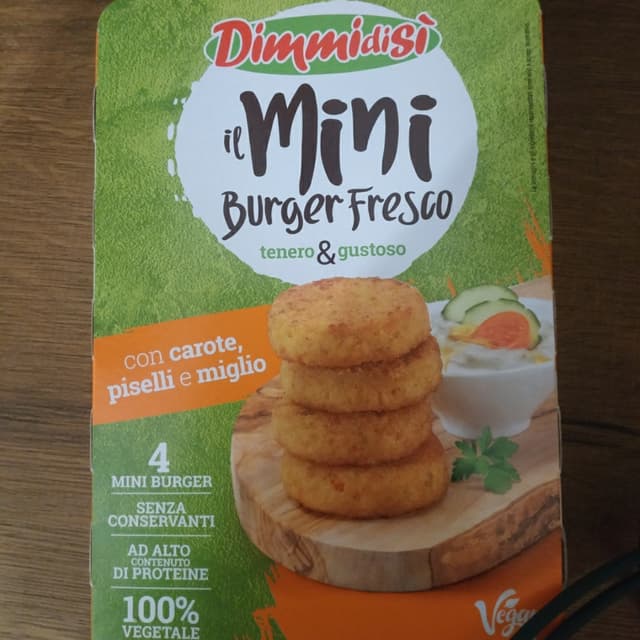 Dimmidisì
il Mini
Burger Fresco
tenero & gustoso
con carote,
piselli e miglio
4
MINI BURGER
SENZA
CONSERVANTI
AD ALTO
CONTENUTO
DI PROTEINE
100%
VEGETALE